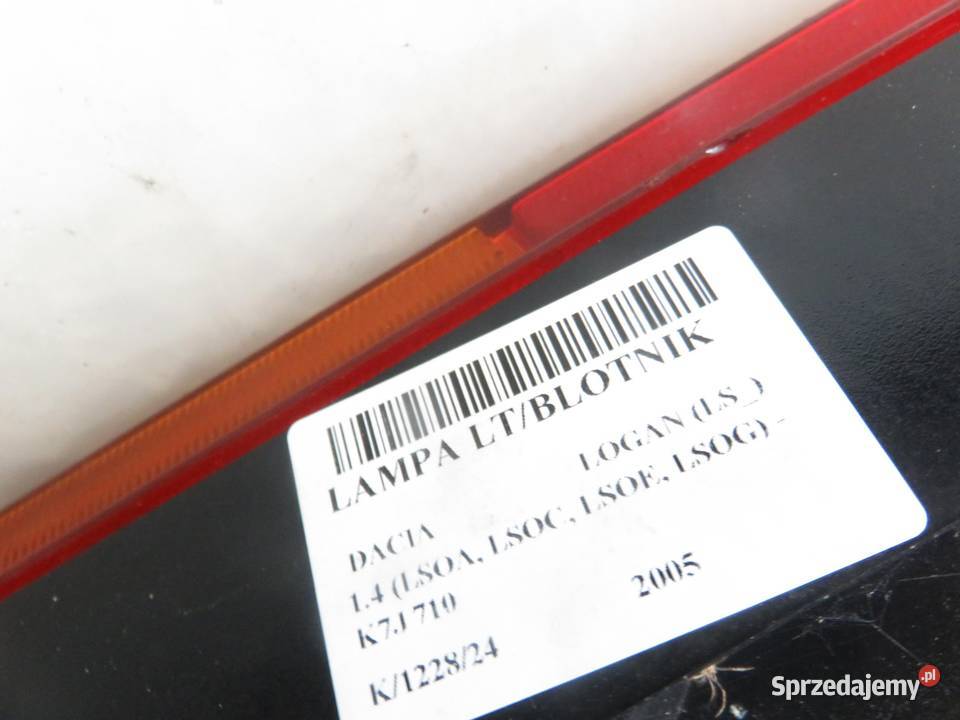 LAMPA LT/BLOTNIK
DACIA LOGAN (LS_)
1.4 (LSOA, LSOC, LSOE, LSOG) -
K7J 710 2005
K/1228/24
Sprzedajemy.pl